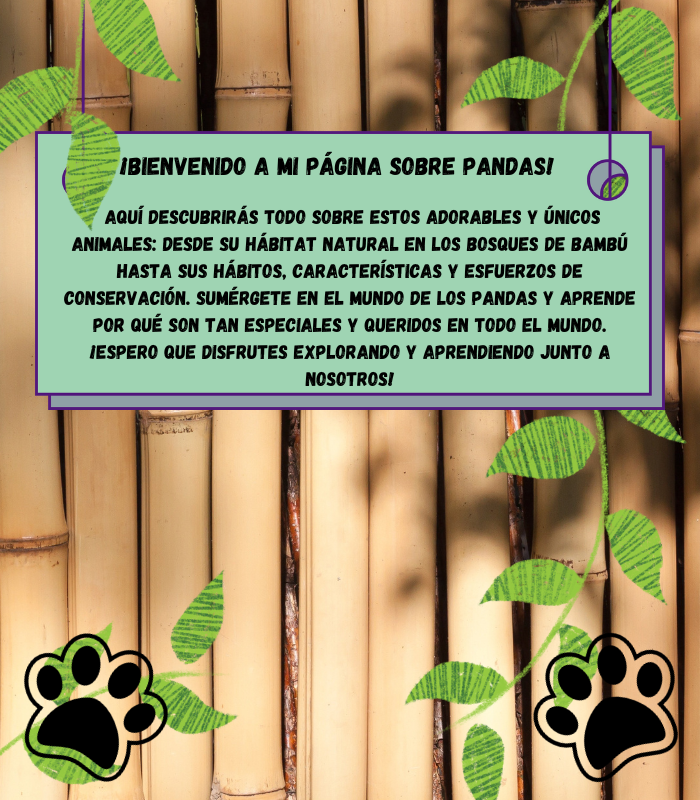 ¡BIENVENIDO A MI PÁGINA SOBRE PANDAS!
AQUÍ DESCUBRIRÁS TODO SOBRE ESTOS ADORABLES Y ÚNICOS
ANIMALES: DESDE SU HÁBITAT NATURAL EN LOS BOSQUES DE BAMBÚ
HASTA SUS HÁBITOS, CARACTERÍSTICAS Y ESFUERZOS DE
CONSERVACIÓN. SUMÉRGETE EN EL MUNDO DE LOS PANDAS Y APRENDE
POR QUÉ SON TAN ESPECIALES Y QUERIDOS EN TODO EL MUNDO.
¡ESPERO QUE DISFRUTES EXPLORANDO Y APRENDIENDO JUNTO A
NOSOTROS!